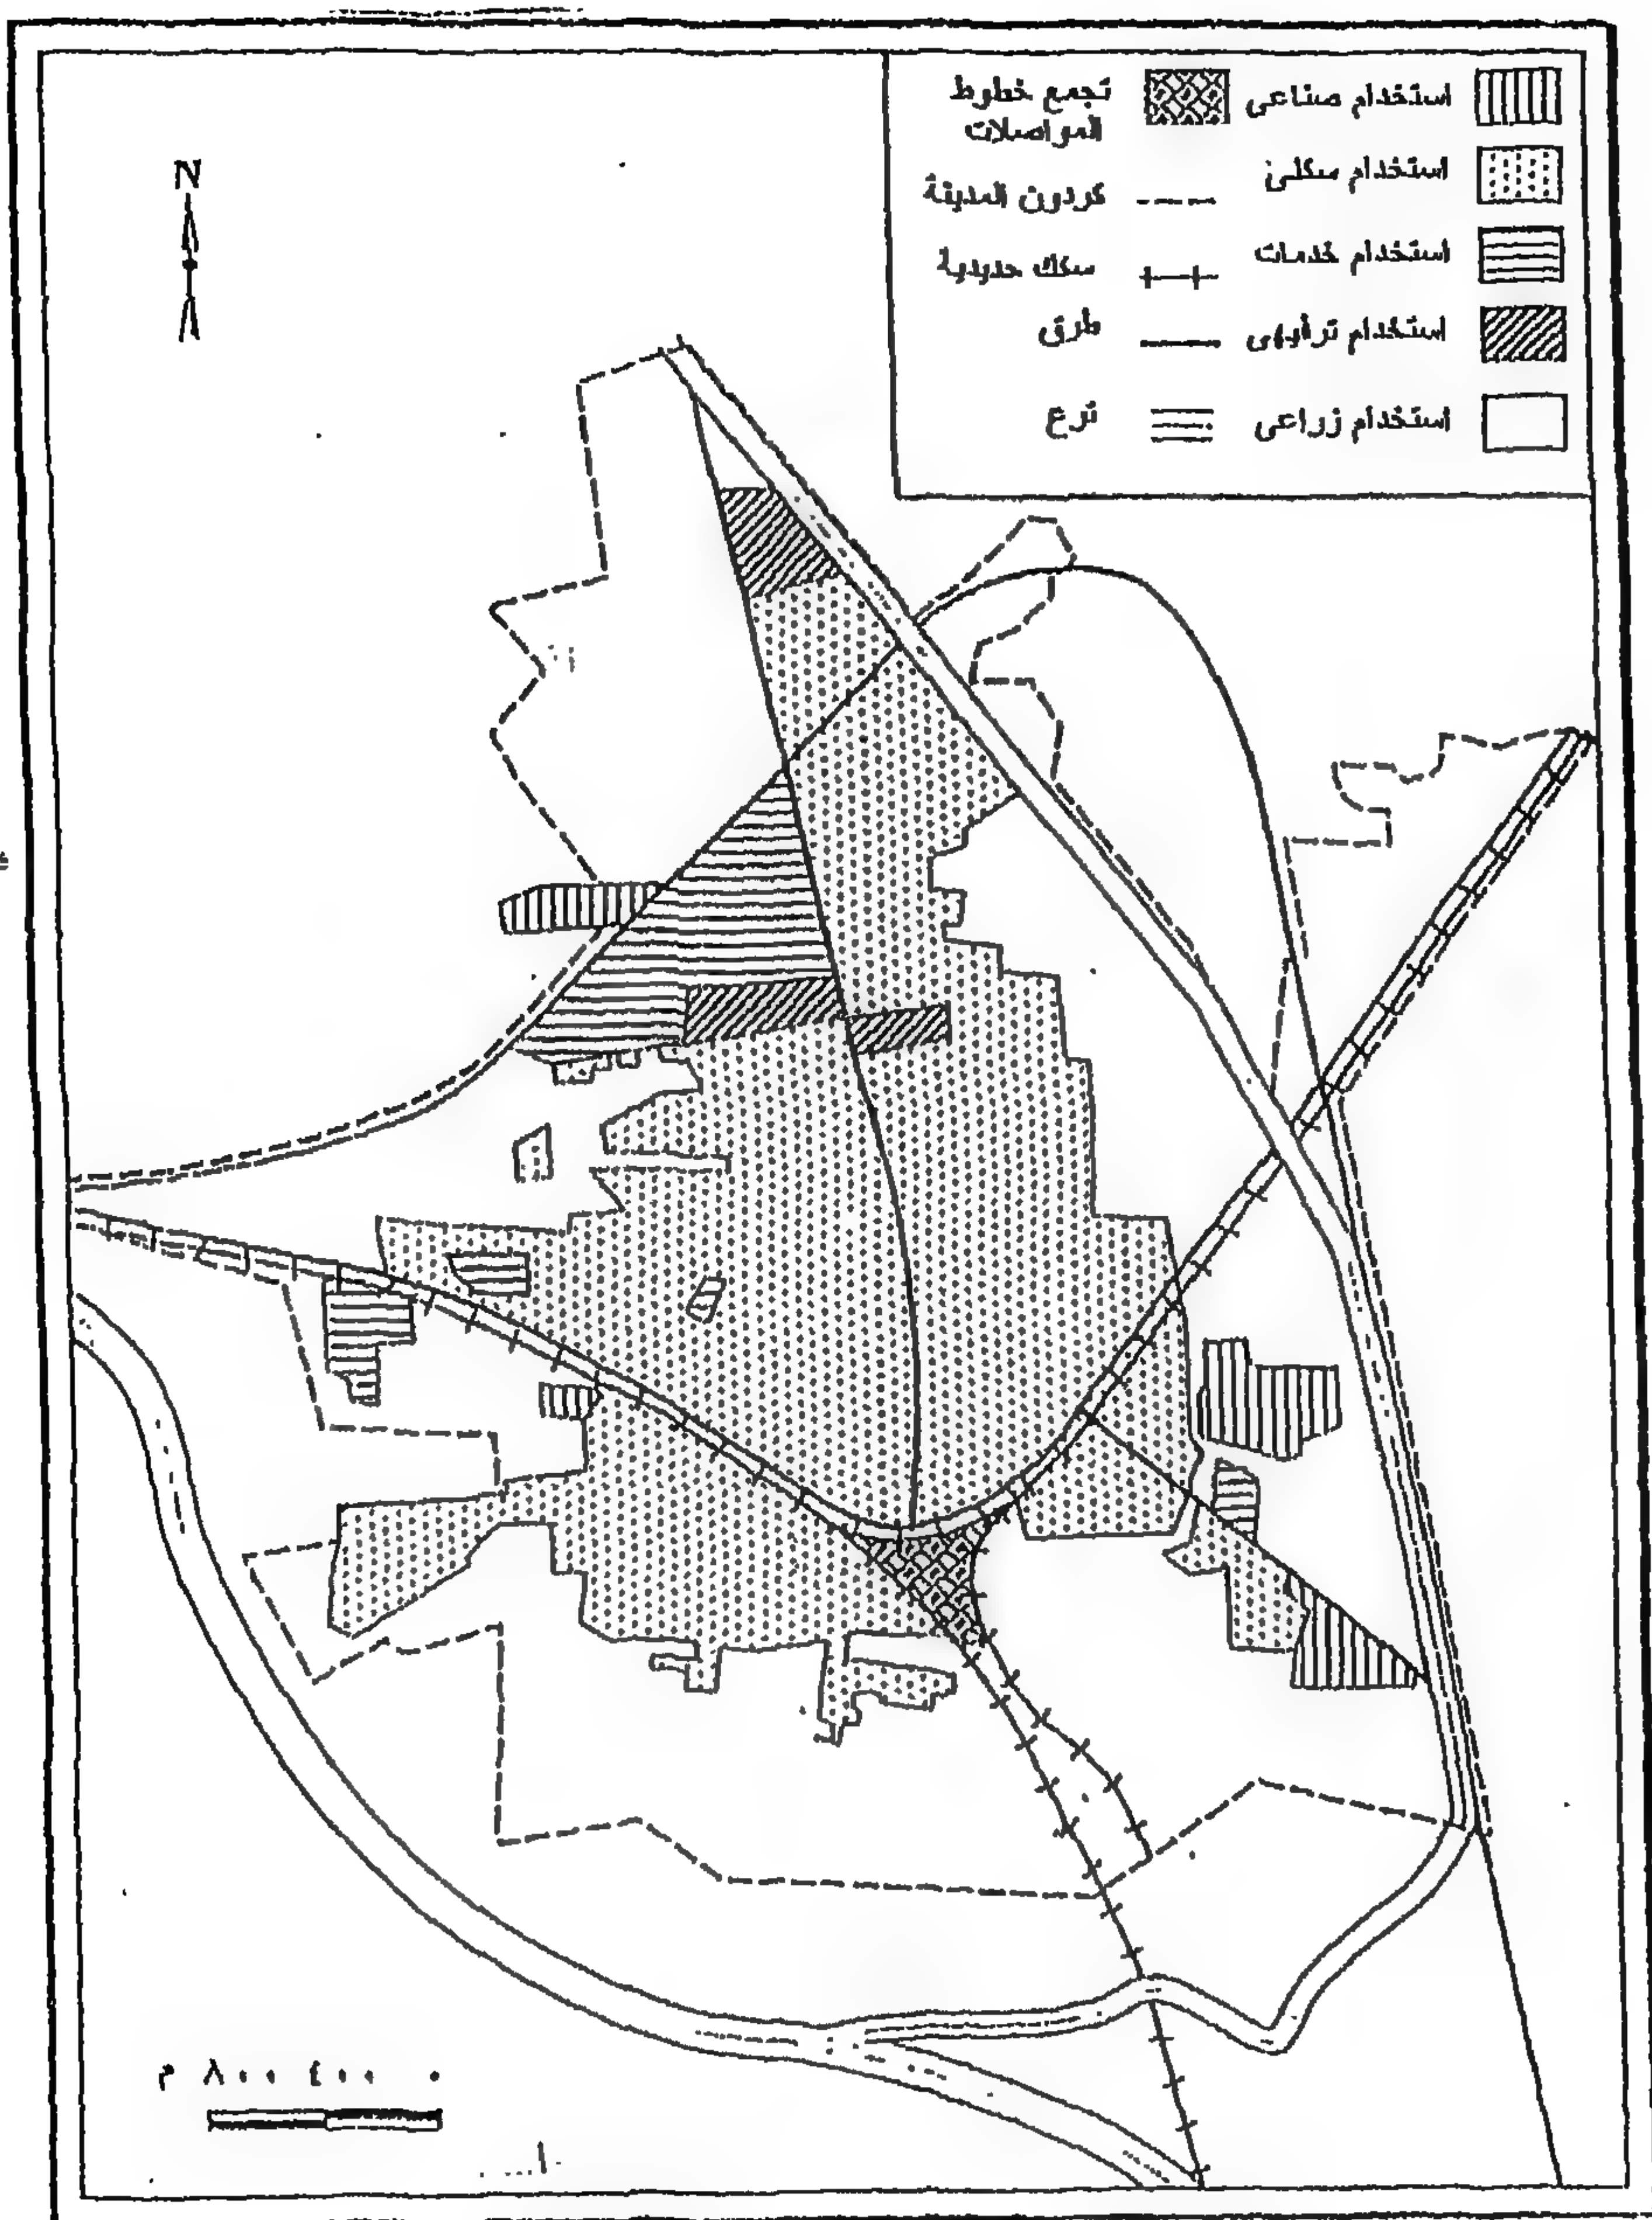 استخدام صناعى
استخدام سكنى
استخدام خدمات
استخدام ترفيهى
استخدام زراعى
تجمع خطوط
المواصلات
كردون المدينة
سكك حديدية
طرق
ترع
N
٠ ٤٠٠ ٨٠٠ م